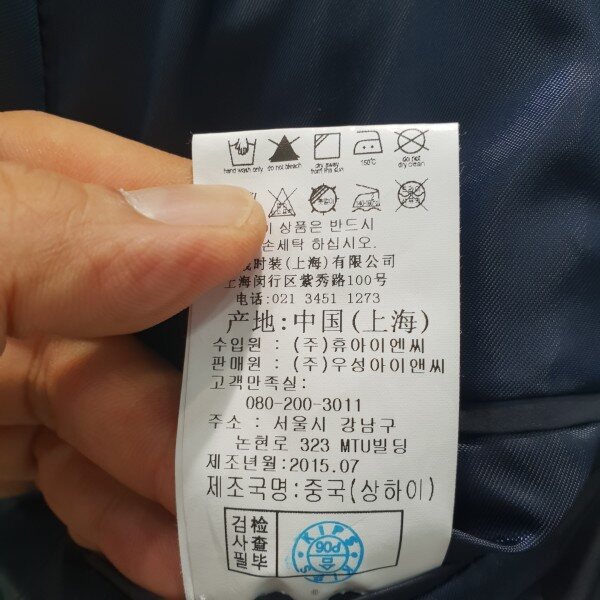 hand wash only
do not bleach
dry away from the sun
150°C
do not dry clean
상품은 반드시
손세탁 하십시오.
时装(上海)有限公司
上海闵行区紫秀路100号
电话:021 3451 1273
产地:中国(上海)
수입원 : (주)휴아이엔씨
판매원 : (주)우성아이앤씨
고객만족실:
080-200-3011
주소 : 서울시 강남구
논현로 323 MTU빌딩
제조년월:2015.07
제조국명:중국(상하이)
검사필 检查毕
KIPS
P06
합